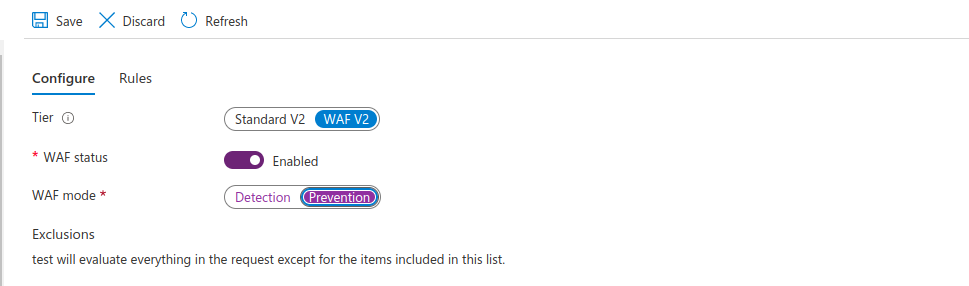 Save Discard Refresh
Configure Rules
Tier Standard V2 WAF V2
* WAF status Enabled
WAF mode * Detection Prevention
Exclusions
test will evaluate everything in the request except for the items included in this list.